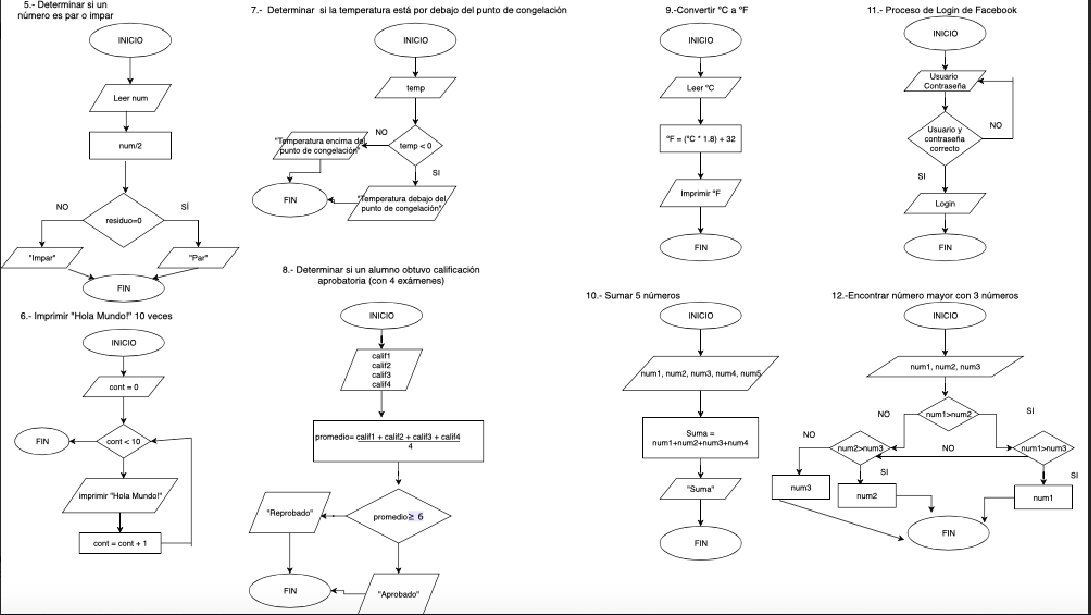 5.- Determinar si un
número es par o impar
INICIO
Leer num
num/2
residuo=0
NO
SÍ
"Impar"
"Par"
FIN
6.- Imprimir "Hola Mundo!" 10 veces
INICIO
cont = 0
cont < 10
FIN
imprimir "Hola Mundo!"
cont = cont + 1
7.- Determinar si la temperatura está por debajo del punto de congelación
INICIO
temp
temp < 0
NO
SI
"Temperatura encima del
punto de congelación"
"Temperatura debajo del
punto de congelación"
FIN
8.- Determinar si un alumno obtuvo calificación
aprobatoria (con 4 exámenes)
INICIO
calif1
calif2
calif3
calif4
promedio= calif1 + calif2 + calif3 + calif4
4
promedio≥ 6
"Reprobado"
"Aprobado"
FIN
9.-Convertir ºC a ºF
INICIO
Leer ºC
ºF = (ºC * 1.8) + 32
Imprimir ºF
FIN
10.- Sumar 5 números
INICIO
num1, num2, num3, num4, num5
Suma =
num1+num2+num3+num4
"Suma"
FIN
11.- Proceso de Login de Facebook
INICIO
Usuario
Contraseña
Usuario y
contraseña
correcto
NO
SI
Login
FIN
12.-Encontrar número mayor con 3 números
INICIO
num1, num2, num3
num1>num2
NO
SI
num2>num3
NO
num1>num3
NO
SI
SI
num3
num2
num1
FIN